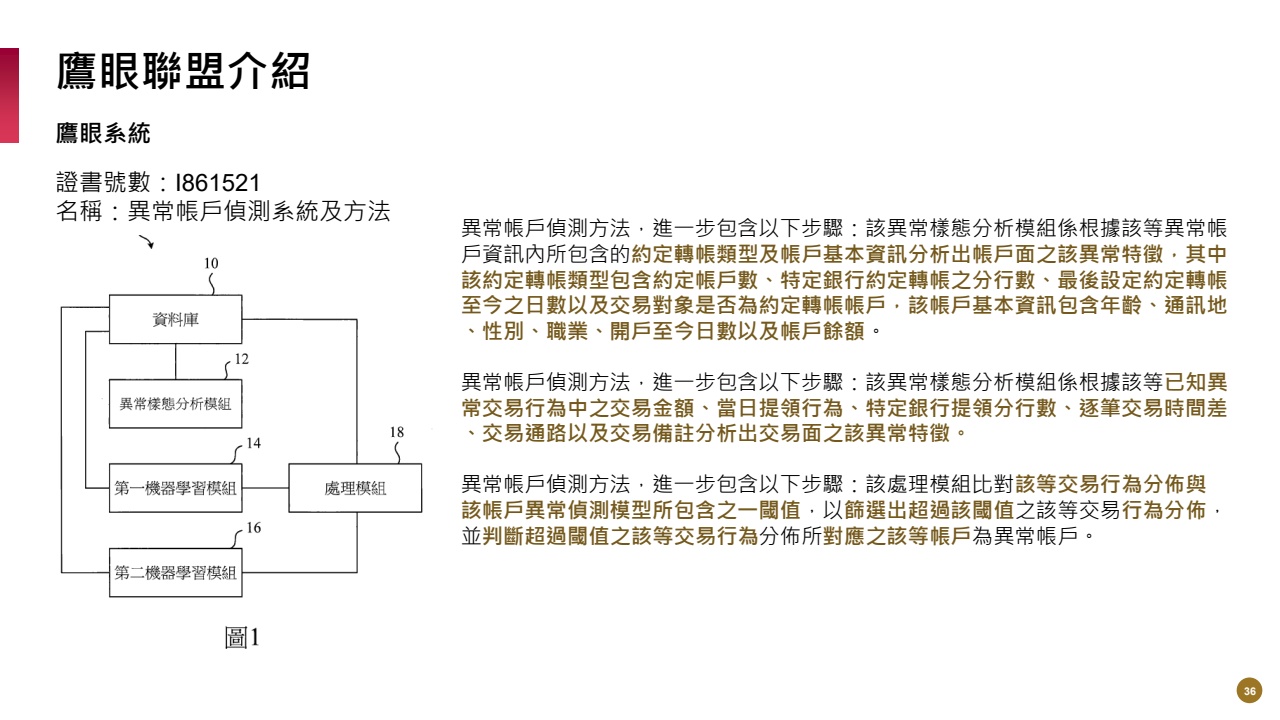 鷹眼聯盟介紹
鷹眼系統
證書號數：I861521
名稱：異常帳戶偵測系統及方法
10
資料庫
12
異常樣態分析模組
14
第一機器學習模組
18
處理模組
16
第二機器學習模組
圖1
異常帳戶偵測方法，進一步包含以下步驟：該異常樣態分析模組係根據該等異常帳
戶資訊內所包含的約定轉帳類型及帳戶基本資訊分析出帳戶面之該異常特徵，其中
該約定轉帳類型包含約定帳戶數、特定銀行約定轉帳之分行數、最後設定約定轉帳
至今之日數以及交易對象是否為約定轉帳帳戶，該帳戶基本資訊包含年齡、通訊地
、性別、職業、開戶至今日數以及帳戶餘額。
異常帳戶偵測方法，進一步包含以下步驟：該異常樣態分析模組係根據該等已知異
常交易行為中之交易金額、當日提領行為、特定銀行提領分行數、逐筆交易時間差
、交易通路以及交易備註分析出交易面之該異常特徵。
異常帳戶偵測方法，進一步包含以下步驟：該處理模組比對該等交易行為分佈與
該帳戶異常偵測模型所包含之一閾值，以篩選出超過該閾值之該等交易行為分佈，
並判斷超過閾值之該等交易行為分佈所對應之該等帳戶為異常帳戶。
36